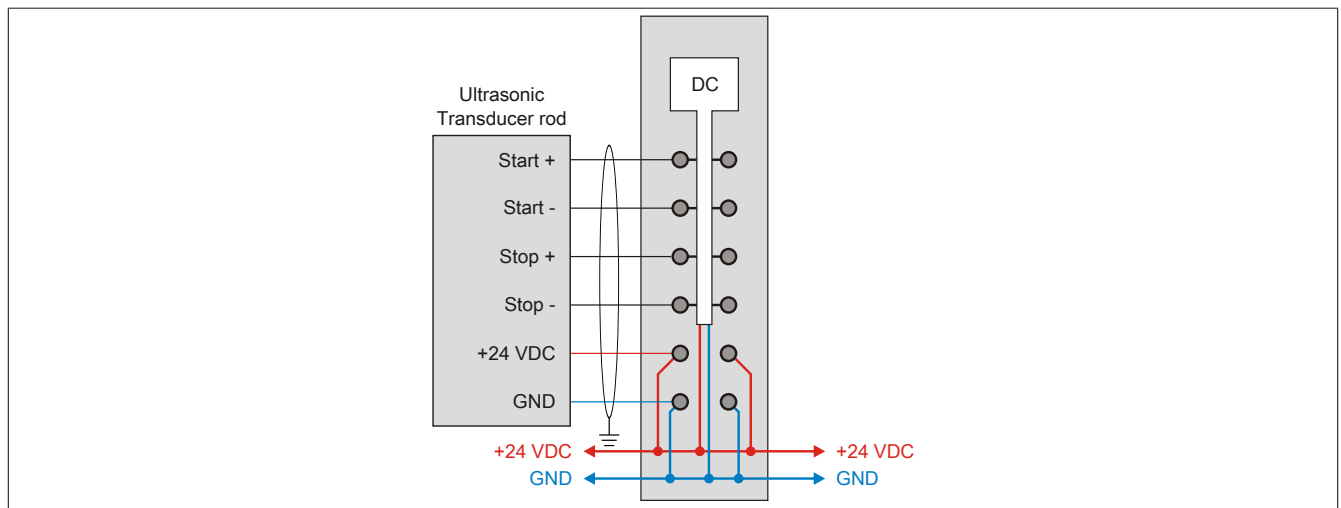 DC
Ultrasonic
Transducer rod
Start +
Start -
Stop +
Stop -
+24 VDC
GND
+24 VDC
+24 VDC
GND
GND